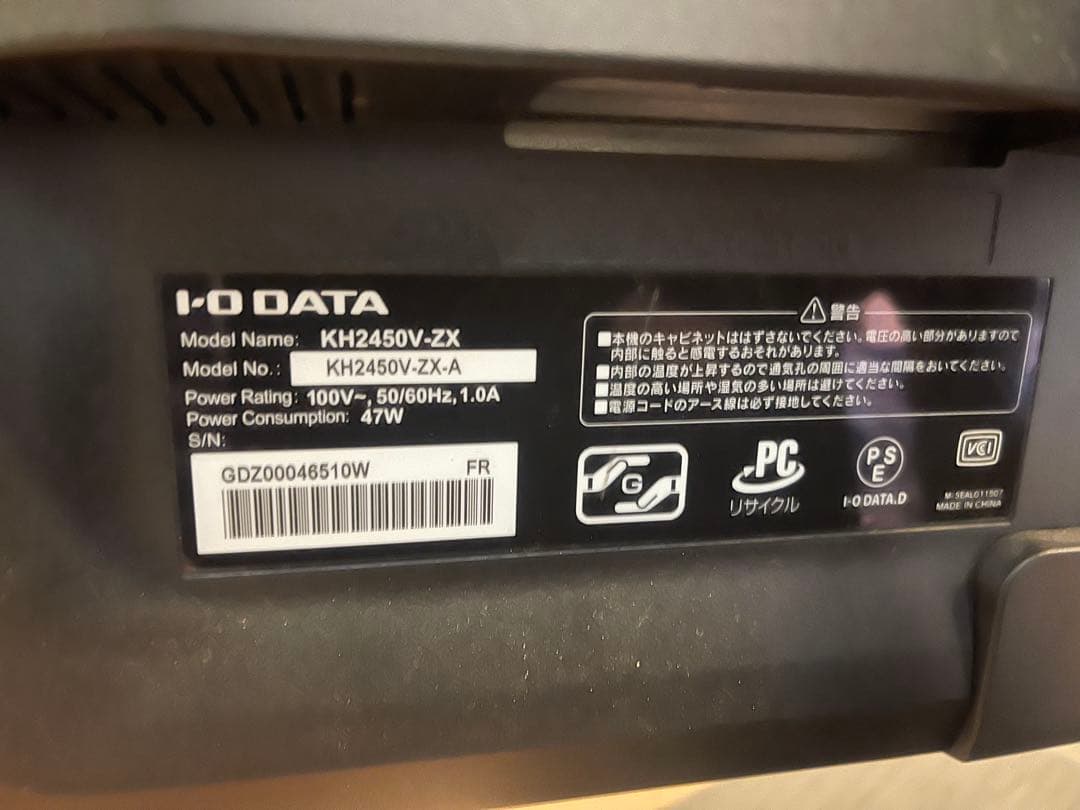 I-O DATA
Model Name: KH2450V-ZX
Model No.: KH2450V-ZX-A
Power Rating: 100V~, 50/60Hz, 1.0A
Power Consumption: 47W
S/N:
GDZ00046510W FR
警告
■本機のキャビネットははずさないでください。電圧の高い部分がありますので
内部に触ると感電するおそれがあります。
■内部の温度が上昇するので通気孔の周囲に適当な間隔をおいてください。
■温度の高い場所や湿気の多い場所は避けてください。
■電源コードのアース線は必ず接地してください。
G
PC
リサイクル
PS
E
I-O DATA.D
VCI
MADE IN CHINA